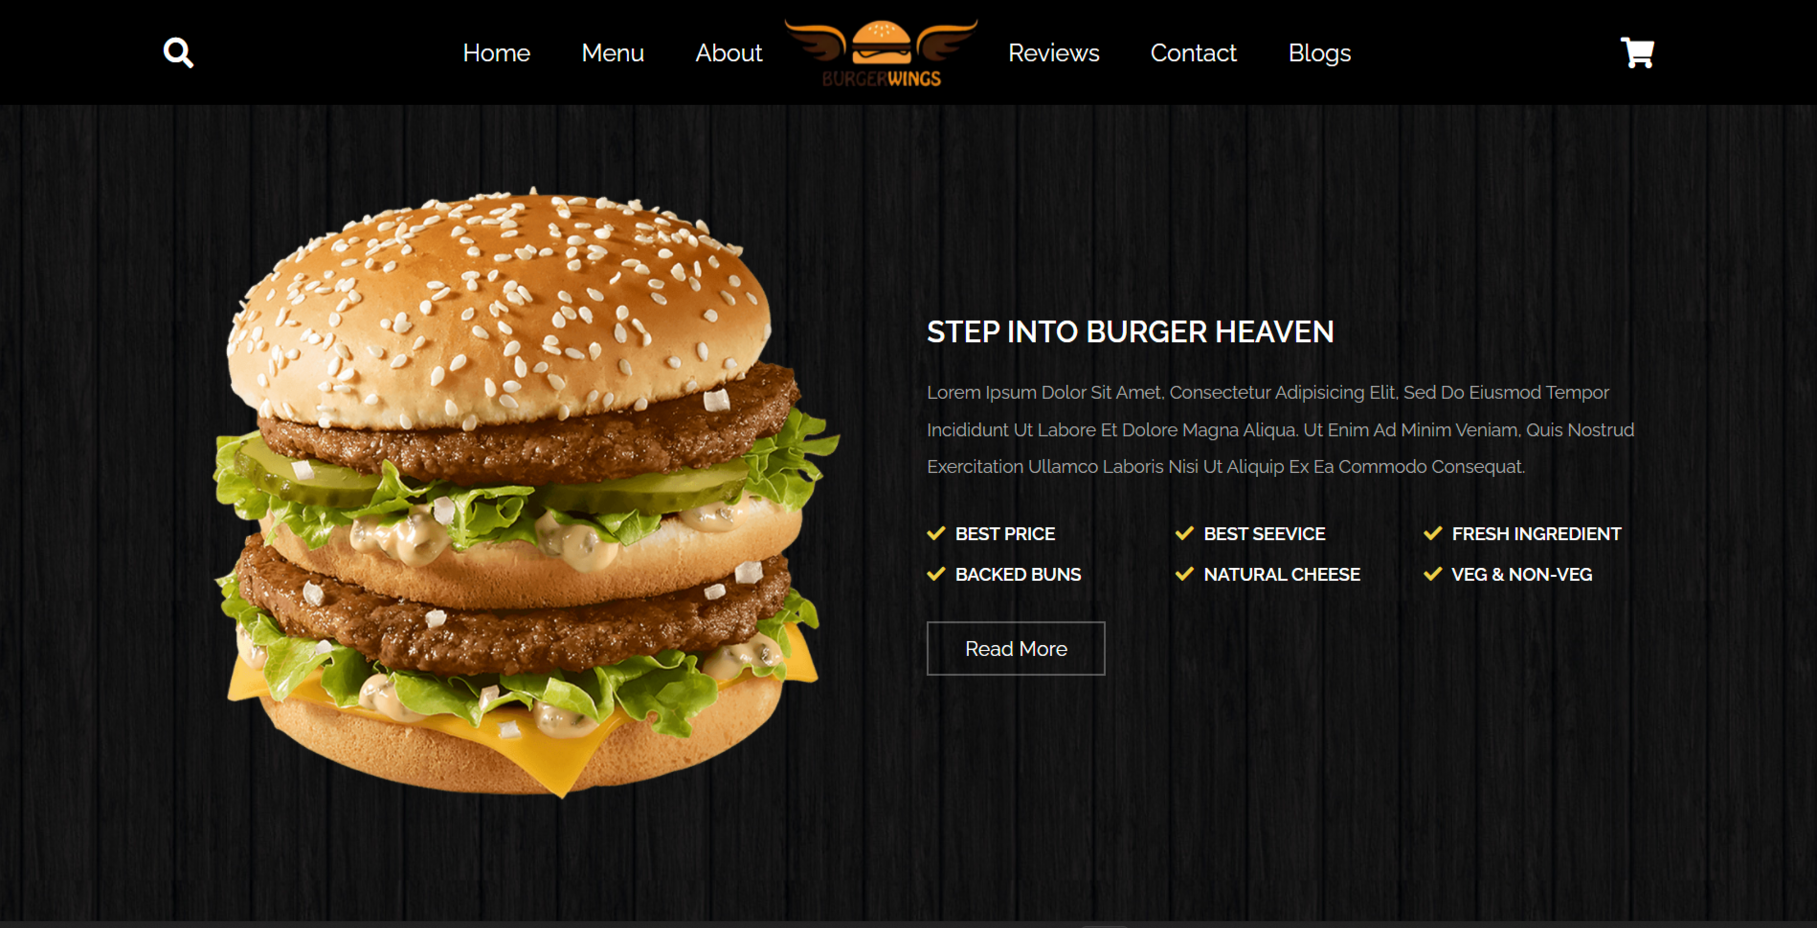 Home
Menu
About
BURGERWINGS
Reviews
Contact
Blogs
STEP INTO BURGER HEAVEN
Lorem Ipsum Dolor Sit Amet, Consectetur Adipisicing Elit, Sed Do Eiusmod Tempor
Incididunt Ut Labore Et Dolore Magna Aliqua. Ut Enim Ad Minim Veniam, Quis Nostrud
Exercitation Ullamco Laboris Nisi Ut Aliquip Ex Ea Commodo Consequat.
BEST PRICE
BEST SEEVICE
FRESH INGREDIENT
BACKED BUNS
NATURAL CHEESE
VEG & NON-VEG
Read More